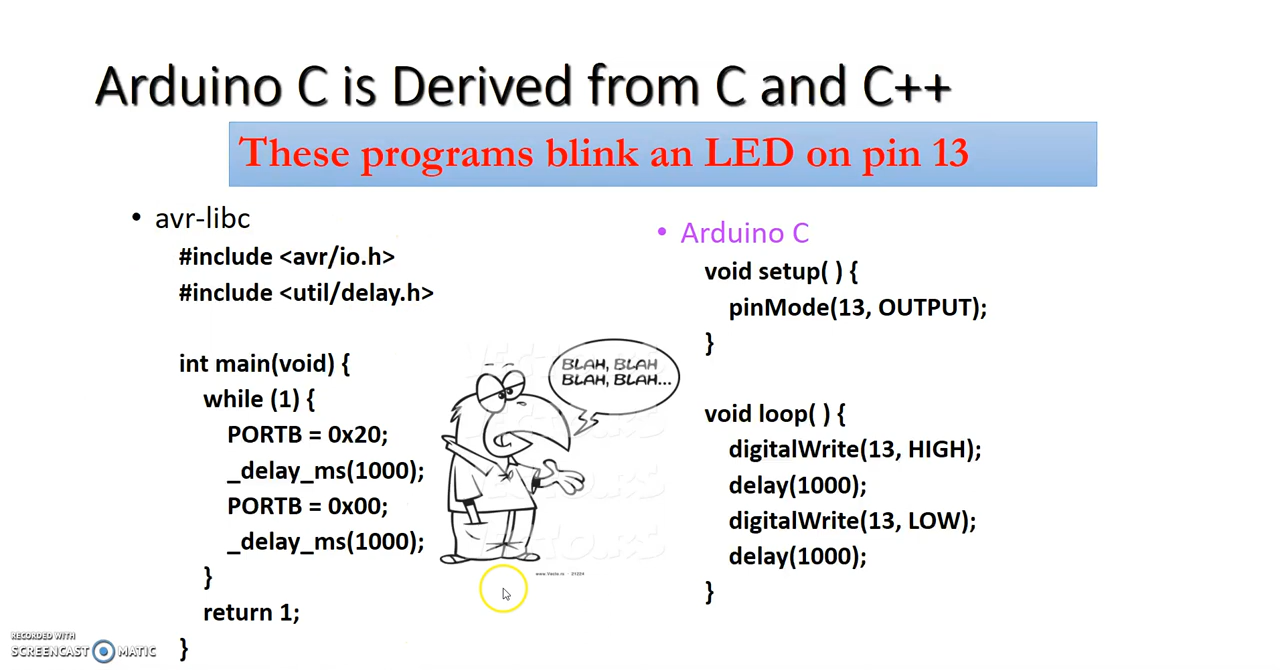 Arduino C is Derived from C and C++
These programs blink an LED on pin 13
• avr-libc
#include <avr/io.h>
#include <util/delay.h>
int main(void) {
while (1) {
PORTB = 0x20;
_delay_ms(1000);
PORTB = 0x00;
_delay_ms(1000);
}
return 1;
}
BLAH, BLAH
BLAH, BLAH...
• Arduino C
void setup( ) {
pinMode(13, OUTPUT);
}
void loop( ) {
digitalWrite(13, HIGH);
delay(1000);
digitalWrite(13, LOW);
delay(1000);
}
RECORDED WITH
SCREENCAST MATIC